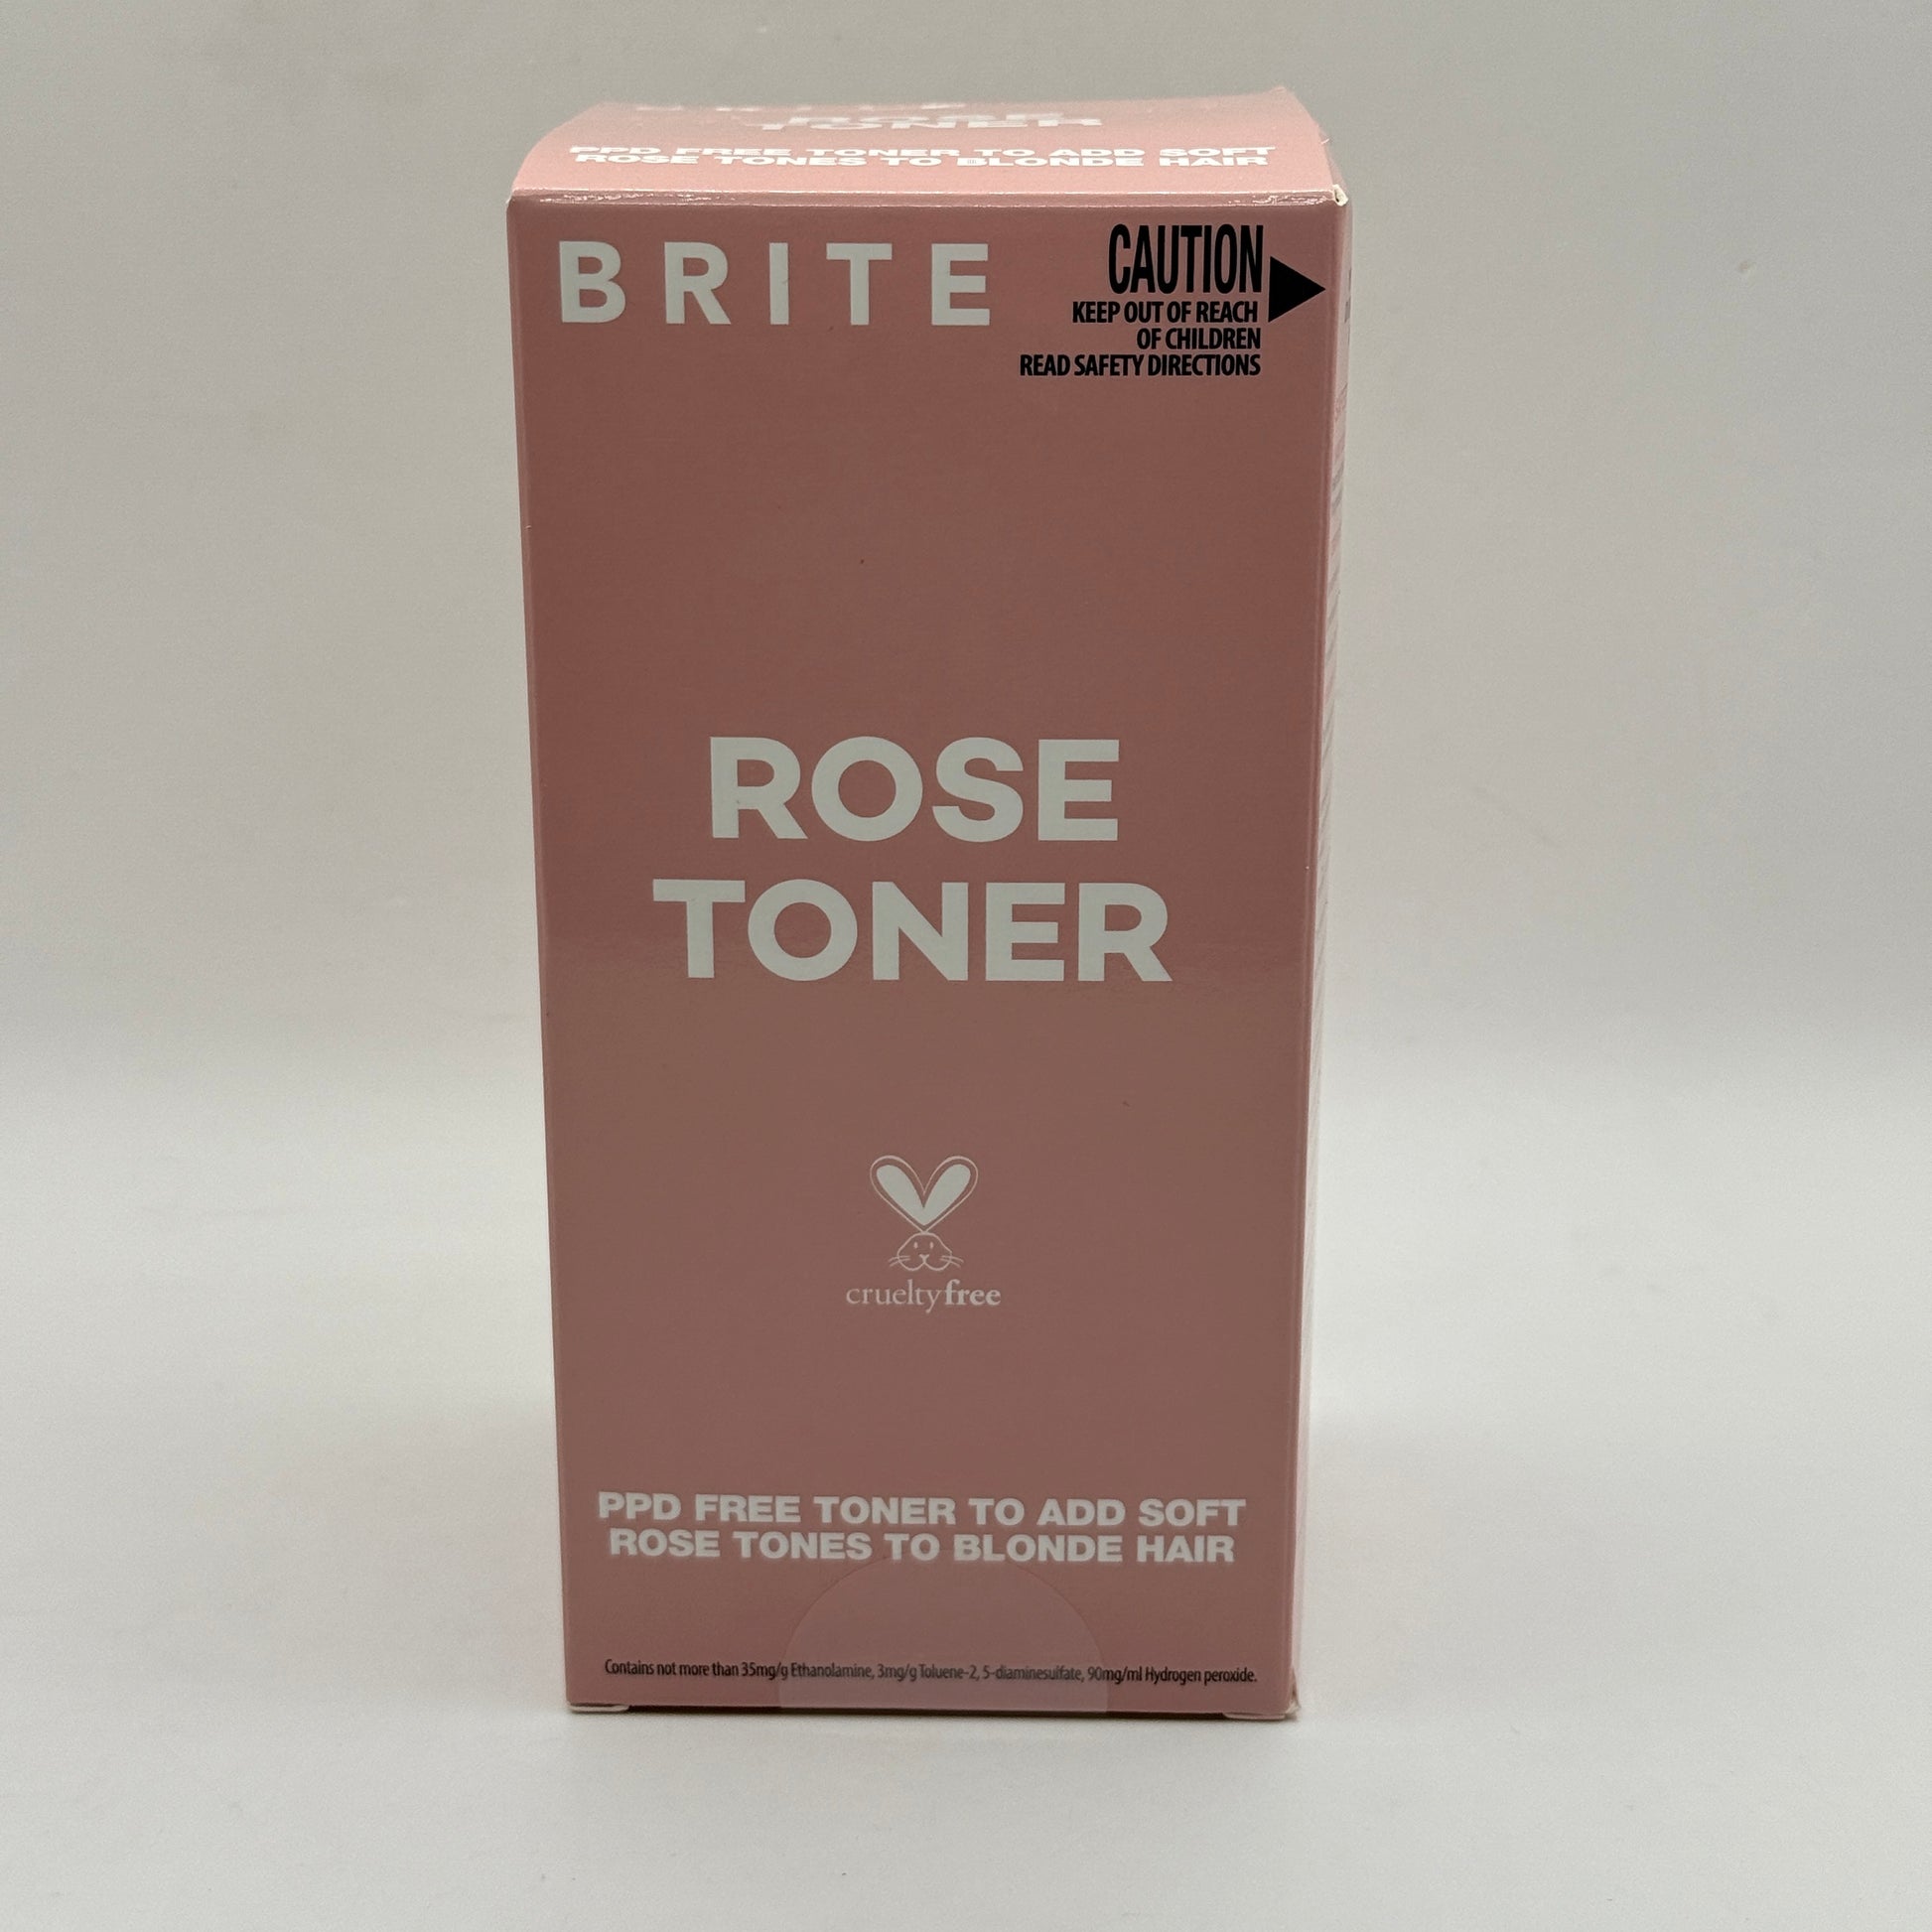 ROSE
TONER
PPD FREE TONER TO ADD SOFT
ROSE TONES TO BLONDE HAIR
BRITE
CAUTION
KEEP OUT OF REACH
OF CHILDREN
READ SAFETY DIRECTIONS
ROSE
TONER
crueltyfree
PPD FREE TONER TO ADD SOFT
ROSE TONES TO BLONDE HAIR
Contains not more than 35mg/g Ethanolamine, 3mg/g Toluene-2, 5-diaminesulfate, 90mg/ml Hydrogen peroxide.